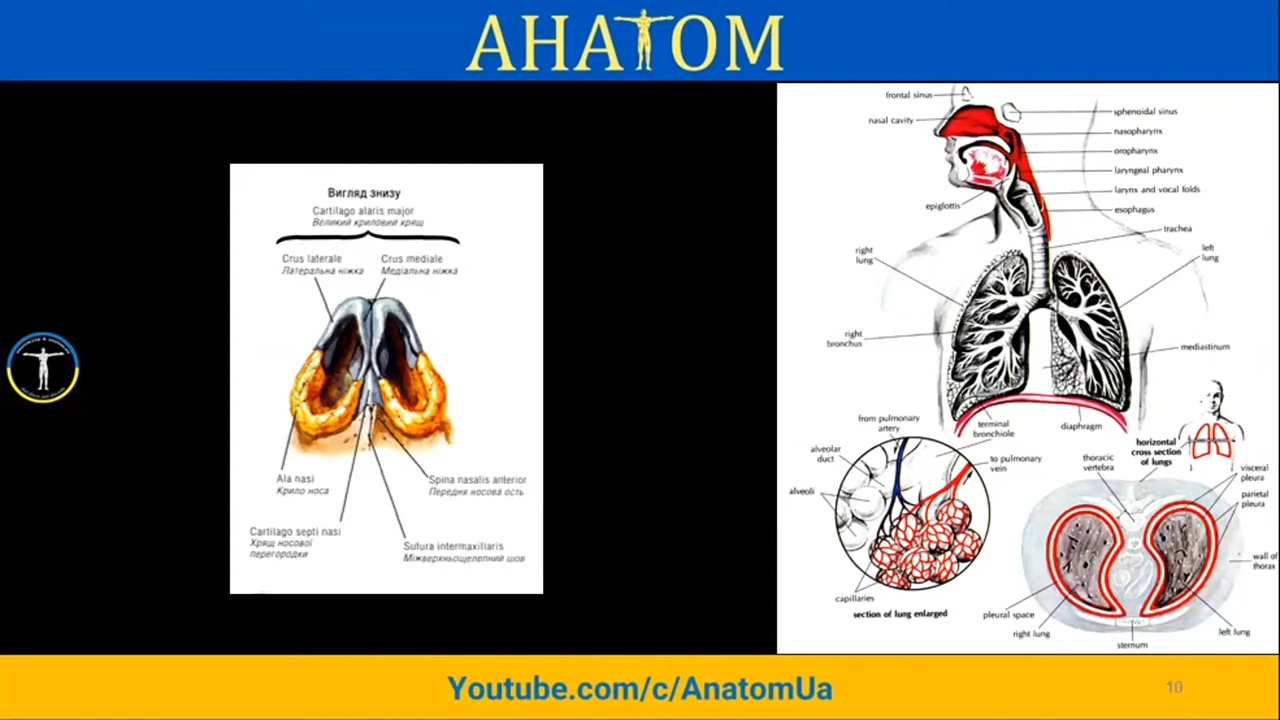 АНАТОМ
Вигляд знизу
Cartilago alaris major
Великий криловий хрящ
Crus laterale
Латеральна ніжка
Crus mediale
Медіальна ніжка
Ala nasi
Крило носа
Spina nasalis anterior
Передня носова ость
Cartilago septi nasi
Хрящ носової
перегородки
Sutura intermaxillaris
Міжверхньощелепний шов
frontal sinus
nasal cavity
sphenoidal sinus
nasopharynx
oropharynx
laryngeal pharynx
larynx and vocal folds
epiglottis
esophagus
trachea
right
lung
left
lung
right
bronchus
mediastinum
from pulmonary
artery
terminal
bronchiole
diaphragm
alveolar
duct
to pulmonary
vein
alveoli
capillaries
section of lung enlarged
horizontal
cross section
of lungs
thoracic
vertebra
visceral
pleura
parietal
pleura
wall of
thorax
pleural space
right lung
left lung
sternum
Youtube.com/c/AnatomUa
10